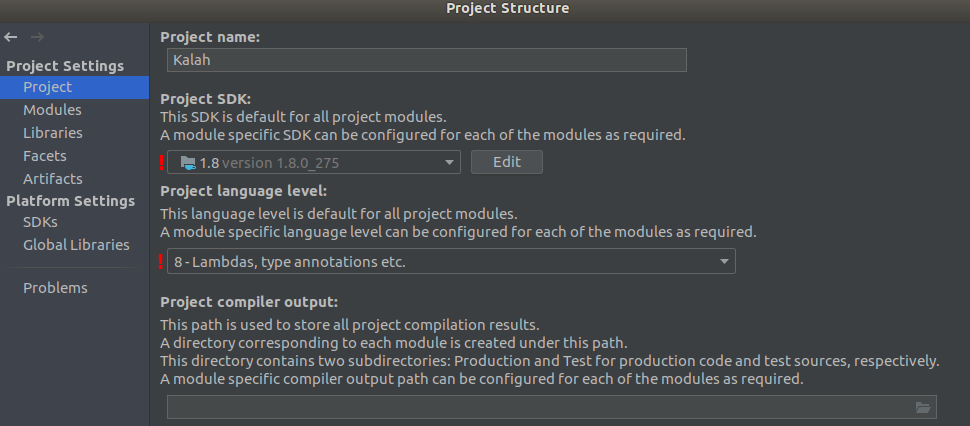 Project Structure
Project Settings
Project
Modules
Libraries
Facets
Artifacts
Platform Settings
SDKs
Global Libraries
Problems
Project name:
Kalah
Project SDK:
This SDK is default for all project modules.
A module specific SDK can be configured for each of the modules as required.
! 1.8 version 1.8.0_275
Edit
Project language level:
This language level is default for all project modules.
A module specific language level can be configured for each of the modules as required.
! 8 - Lambdas, type annotations etc.
Project compiler output:
This path is used to store all project compilation results.
A directory corresponding to each module is created under this path.
This directory contains two subdirectories: Production and Test for production code and test sources, respectively.
A module specific compiler output path can be configured for each of the modules as required.